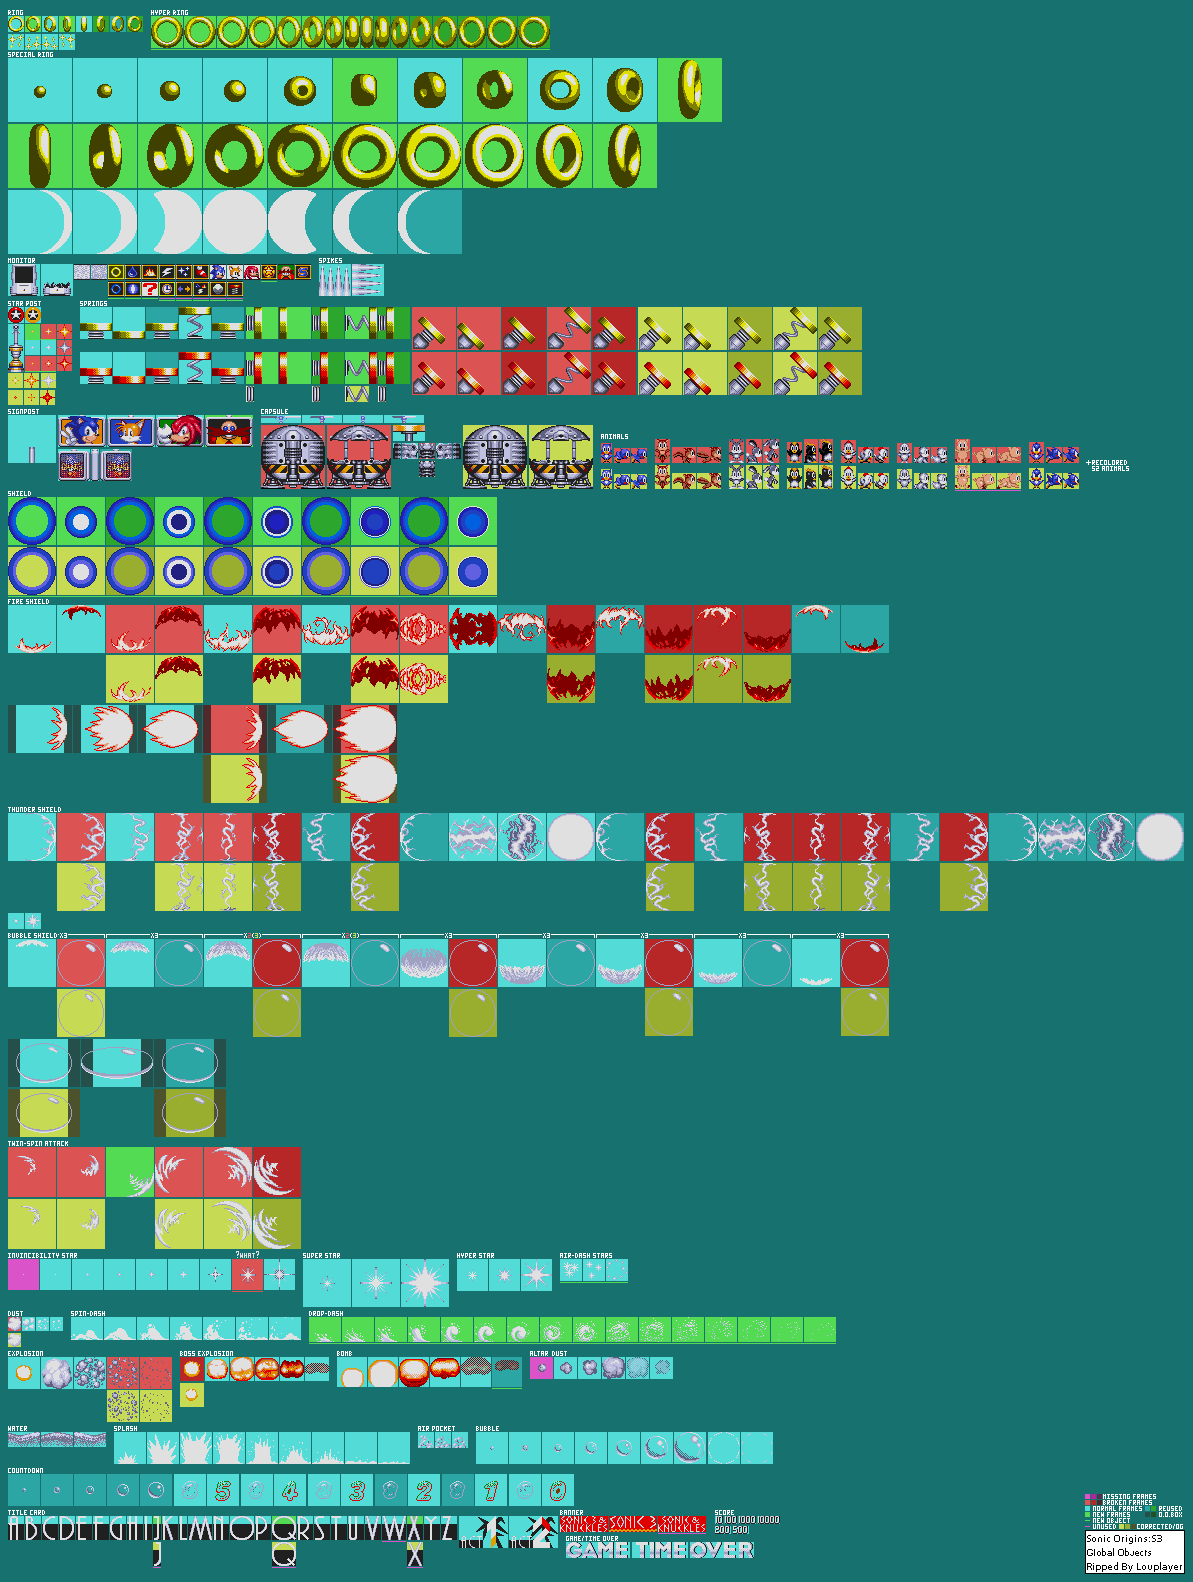 RING
HYPER RING
SPECIAL RING
MONITOR
SPIKES
STAR POST
SPRINGS
SIGNPOST
CAPSULE
ANIMALS
+RECOLORED
S2 ANIMALS
SHIELD
FIRE SHIELD
THUNDER SHIELD
BUBBLE SHIELD X3
X3
X2(3)
X2(3)
X3
X3
X3
X3
TWIN-SPIN ATTACK
INVINCIBILITY STAR
?WHAT?
SUPER STAR
HYPER STAR
AIR-DASH STARS
DUST
SPIN-DASH
DROP-DASH
EXPLOSION
BOSS EXPLOSION
BOMB
ALTAR DUST
WATER
SPLASH
AIR POCKET
BUBBLE
COUNTDOWN
5 4 3 2 1 0
TITLE CARD
ABCDEFGHIJKLMNOPQRSTUVWXYZ
J Q X
ACT 1
ACT 2
BANNER
SONIC 3 & KNUCKLES
SONIC 3
SONIC & KNUCKLES
SCORE
10 100 1000 10000
800 500
GAME/TIME OVER
GAME TIME OVER
MISSING FRAMES
BROKEN FRAMES
NORMAL FRAMES
REUSED
NEW FRAMES
O.O.BOX
NEW OBJECT
UNUSED
CORRECTED/OG
Sonic Origins:S3
Global Objects
Ripped By Louplayer